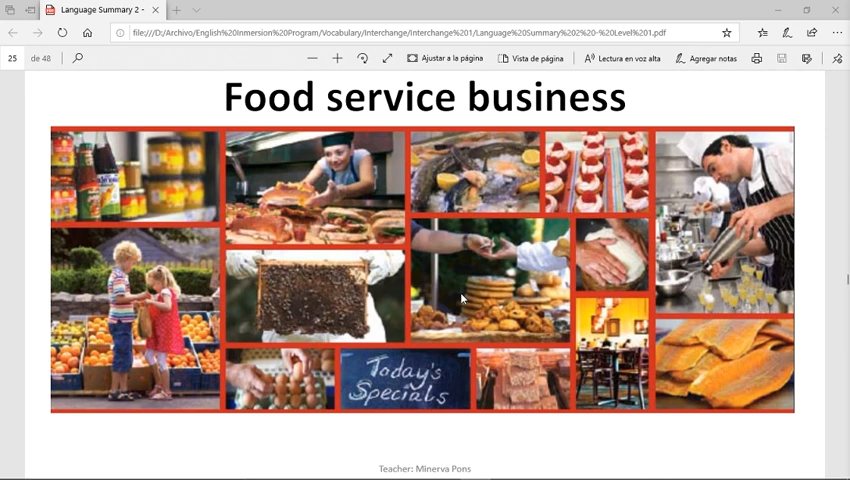 Language Summary 2 -
file:///D:/Archivo/English%20Inmersion%20Program/Vocabulary/Interchange/Interchange%201/Language%20Summary%202%20-%20Level%201.pdf
25 de 48 Ajustar a la página Vista de página Lectura en voz alta Agregar notas
Food service business
Today's
Specials
Teacher: Minerva Pons